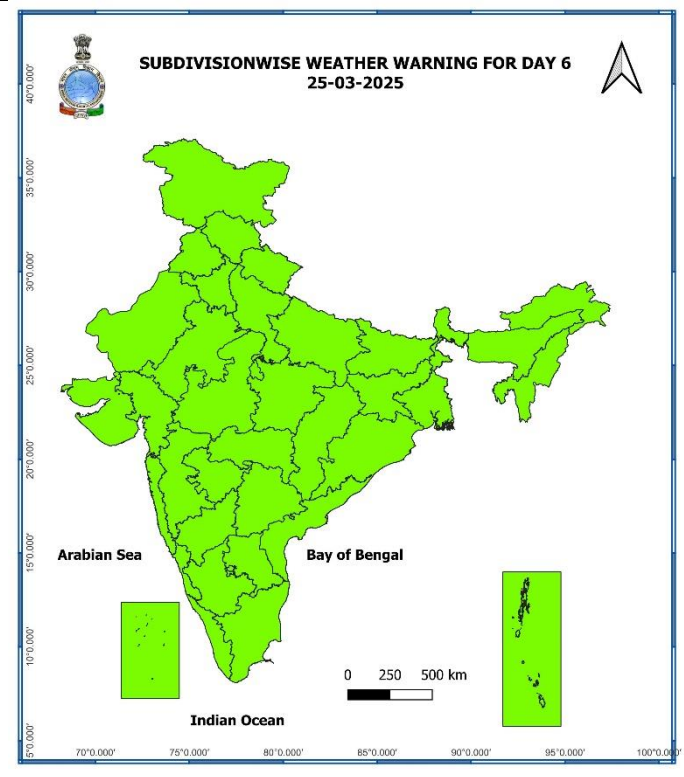 SUBDIVISIONWISE WEATHER WARNING FOR DAY 6
25-03-2025
40°0.000'
35°0.000'
30°0.000'
25°0.000'
20°0.000'
15°0.000'
10°0.000'
5°0.000'
Arabian Sea
Bay of Bengal
0 250 500 km
Indian Ocean
70°0.000' 75°0.000' 80°0.000' 85°0.000' 90°0.000' 95°0.000' 100°0.000'